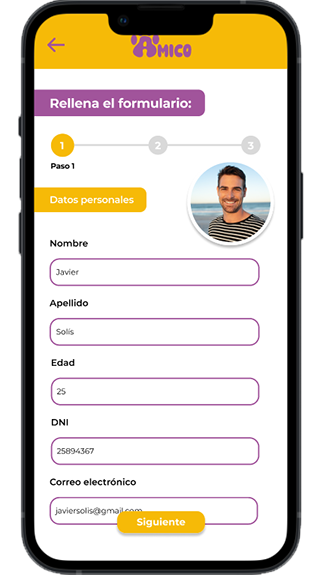 AMICO
Rellena el formulario:
1 2 3
Paso 1
Datos personales
Nombre
Javier
Apellido
Solís
Edad
25
DNI
25894367
Correo electrónico
javiersolis@gmail.com
Siguiente